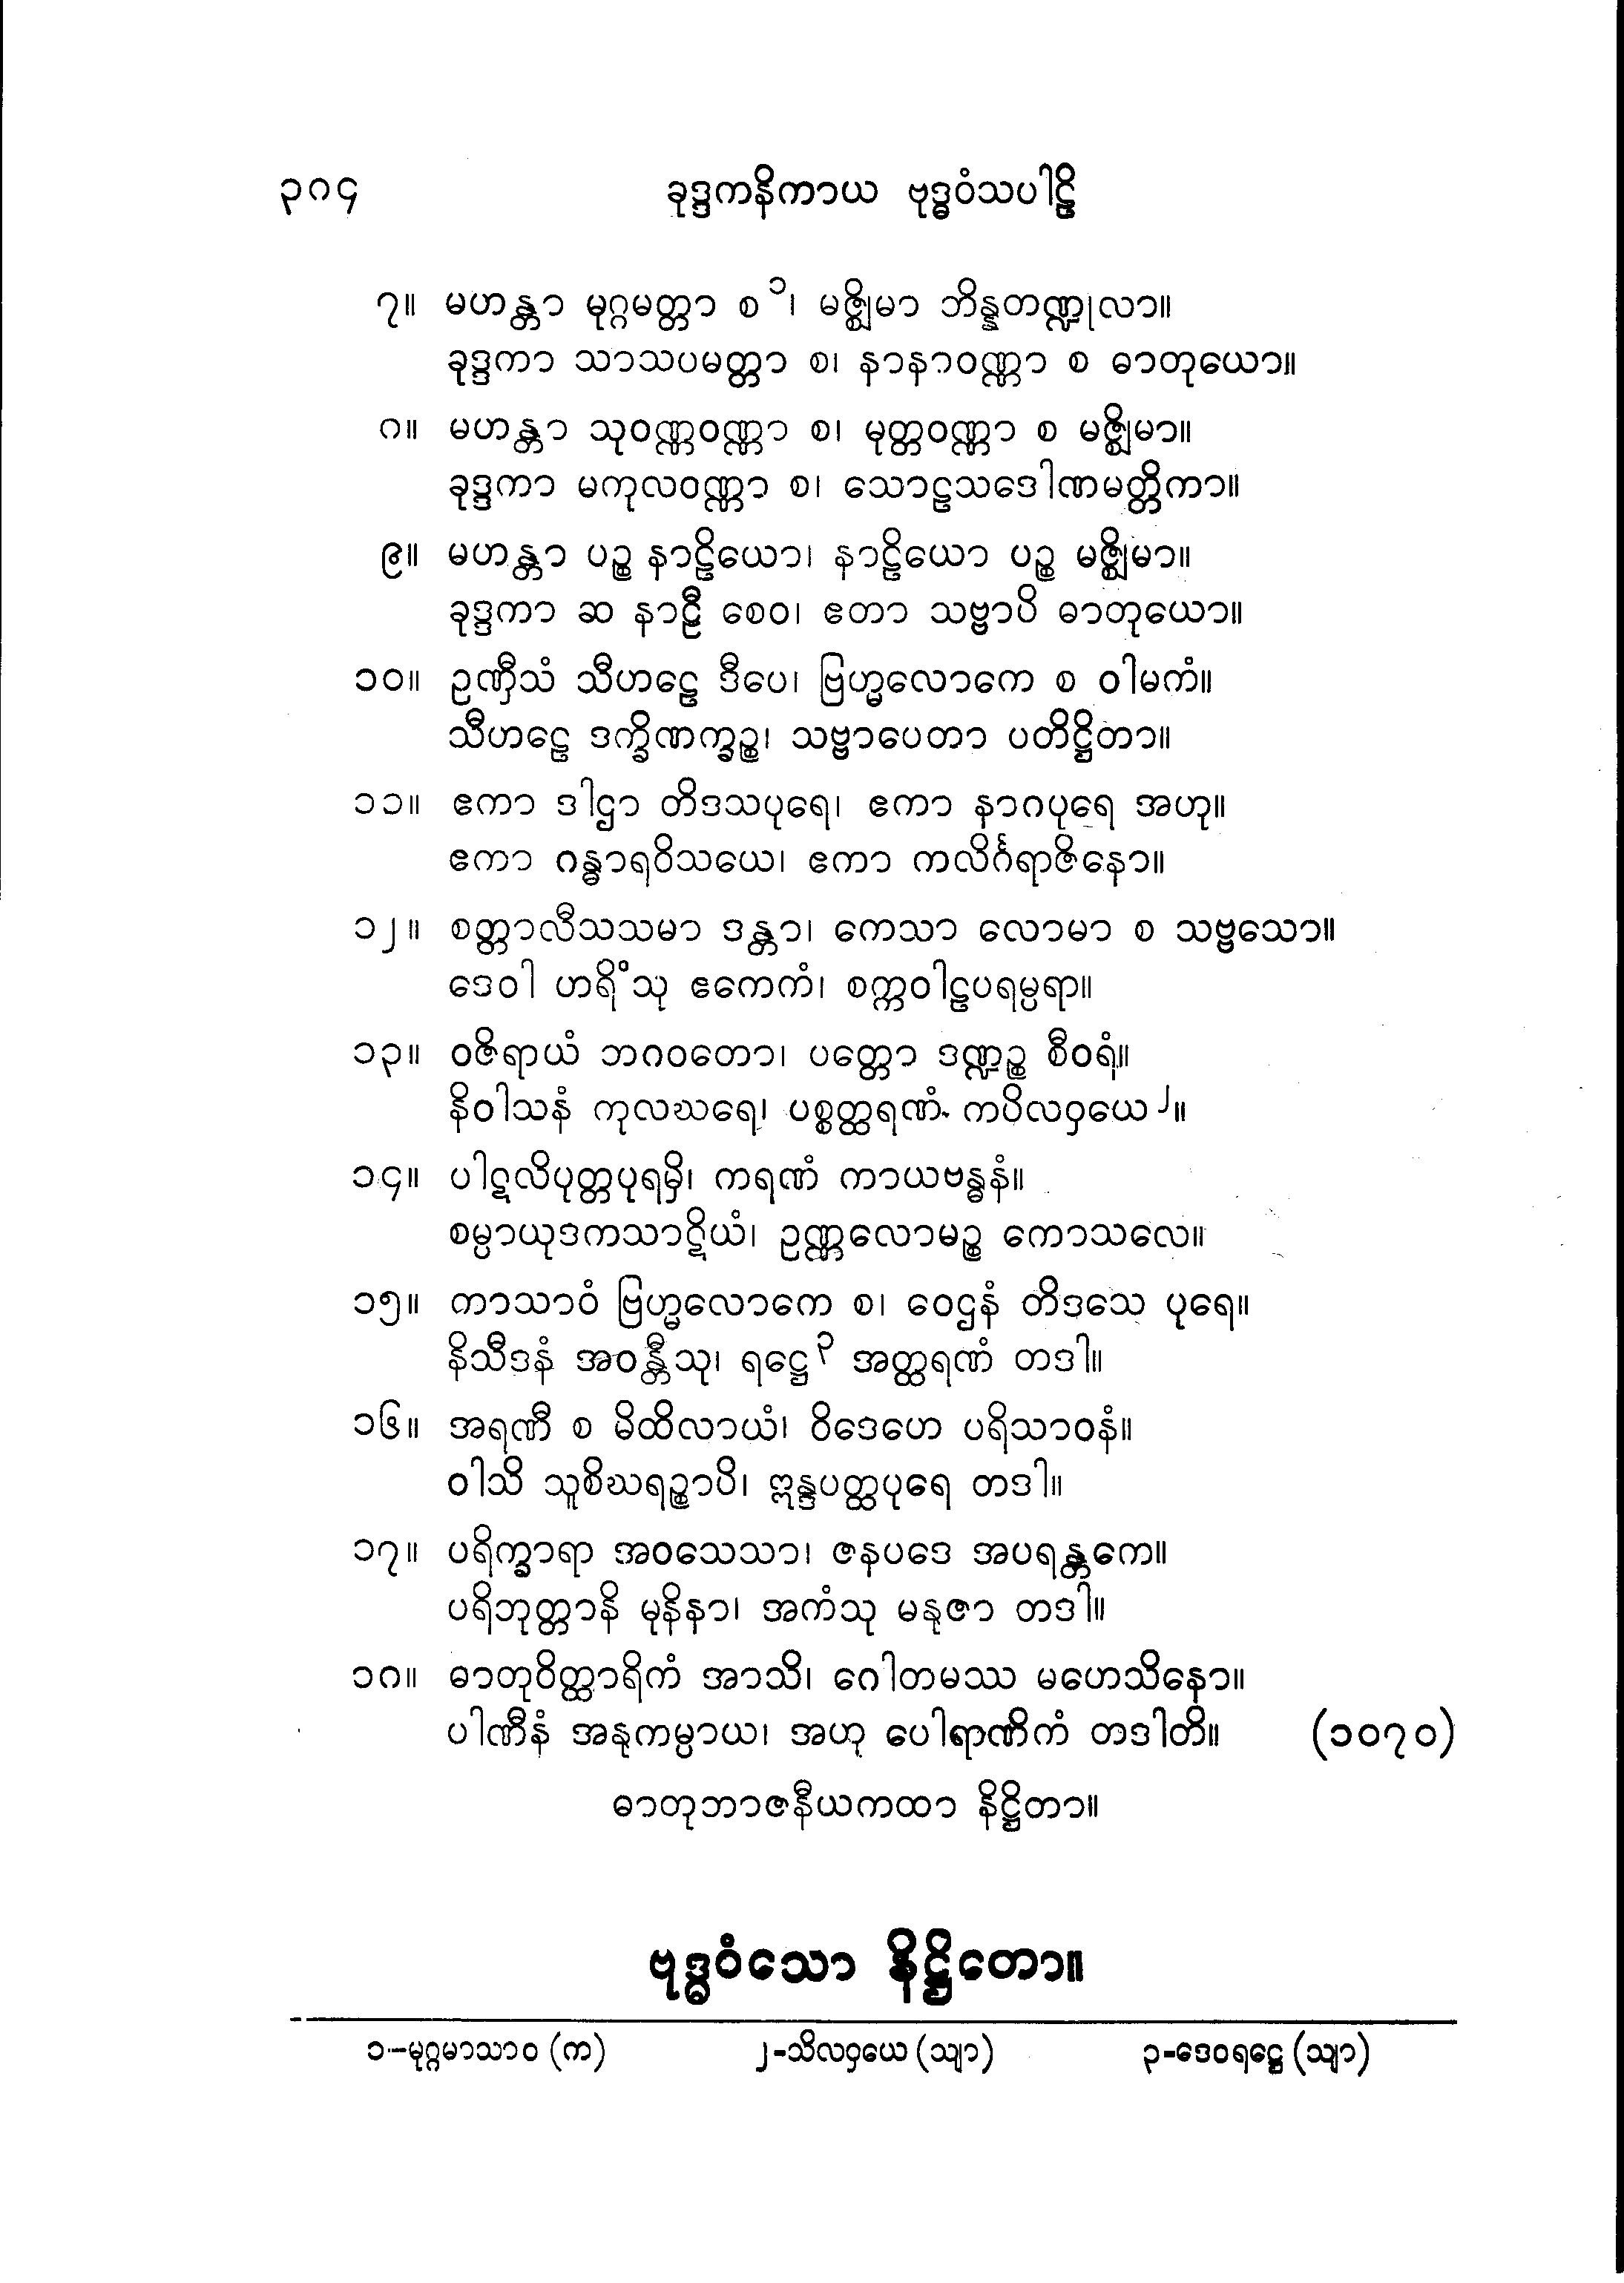 ၃၈၄ ခုဒ္ဒကနိကာယ ဗုဒ္ဓဝံသပါဠိ
၇။ မဟန္တာ မုဂ္ဂမတ္တာ စ ၁၊ မဇ္ဈိမာ ဘိန္နတဏ္ဍုလာ။
ခုဒ္ဒကာ သာသပမတ္တာ စ၊ နာနာဝဏ္ဏာ စ ဓာတုယော။
၈။ မဟန္တာ သုဝဏ္ဏဝဏ္ဏာ စ၊ မုတ္တဝဏ္ဏာ စ မဇ္ဈိမာ။
ခုဒ္ဒကာ မကုလဝဏ္ဏာ စ၊ သောဠသဒေါဏမတ္တိကာ။
၉။ မဟန္တာ ပဉ္စ နာဠိယော၊ နာဠိယော ပဉ္စ မဇ္ဈိမာ။
ခုဒ္ဒကာ ဆ နာဠီ စေဝ၊ ဧတာ သဗ္ဗာပိ ဓာတုယော။
၁၀။ ဥဏှီသံ သီဟဠေ ဒီပေ၊ ဗြဟ္မလောကေ စ ဝါမကံ။
သီဟဠေ ဒက္ခိဏက္ခဉ္စ၊ သဗ္ဗာပေတာ ပတိဋ္ဌိတာ။
၁၁။ ဧကာ ဒါဌာ တိဒသပုရေ၊ ဧကာ နာဂပုရေ အဟု။
ဧကာ ဂန္ဓာရဝိသယေ၊ ဧကာ ကလိင်္ဂရာဇိနော။
၁၂။ စတ္တာလီသသမာ ဒန္တာ၊ ကေသာ လောမာ စ သဗ္ဗသော။
ဒေဝါ ဟရိံသု ဧကေကံ၊ စက္ကဝါဠပရမ္ပရာ။
၁၃။ ဝဇိရာယံ ဘဂဝတော၊ ပတ္တော ဒဏ္ဍဉ္စ စီဝရံ။
နိဝါသနံ ကုလဃရေ၊ ပစ္စတ္ထရဏံ ကပိလဝှယေ ၂။
၁၄။ ပါဋလိပုတ္တပုရမှိ၊ ကရဏံ ကာယဗန္ဓနံ။
စမ္ပာယုဒကသာဋိယံ၊ ဥဏ္ဏလောမဉ္စ ကောသလေ။
၁၅။ ကာသာဝံ ဗြဟ္မလောကေ စ၊ ဝေဌနံ တိဒသေ ပုရေ။
နိသီဒနံ အဝန္တီသု၊ ရဋ္ဌေ ၃ အတ္ထရဏံ တဒါ။
၁၆။ အရဏီ စ မိထိလာယံ၊ ဝိဒေဟေ ပရိသာဝနံ။
ဝါသိ သူစိဃရဉ္စာပိ၊ ဣန္ဒပတ္ထပုရေ တဒါ။
၁၇။ ပရိက္ခာရာ အဝသေသာ၊ ဇနပဒေ အပရန္တကေ။
ပရိဘုတ္တာနိ မုနိနာ၊ အကံသု မနုဇာ တဒါ။
၁၈။ ဓာတုဝိတ္ထာရိကံ အာသိ၊ ဂေါတမဿ မဟေသိနော။
ပါဏီနံ အနုကမ္ပာယ၊ အဟု ပေါရာဏိကံ တဒါတိ။ (၁၀၇၀)
ဓာတုဘာဇနီယကထာ နိဋ္ဌိတာ။
ဗုဒ္ဓဝံသော နိဋ္ဌိတော။
၁-မုဂ္ဂမာသာဝ (က) ၂-သိလဝှယေ (သျာ) ၃-ဒေဝရဋ္ဌေ (သျာ)